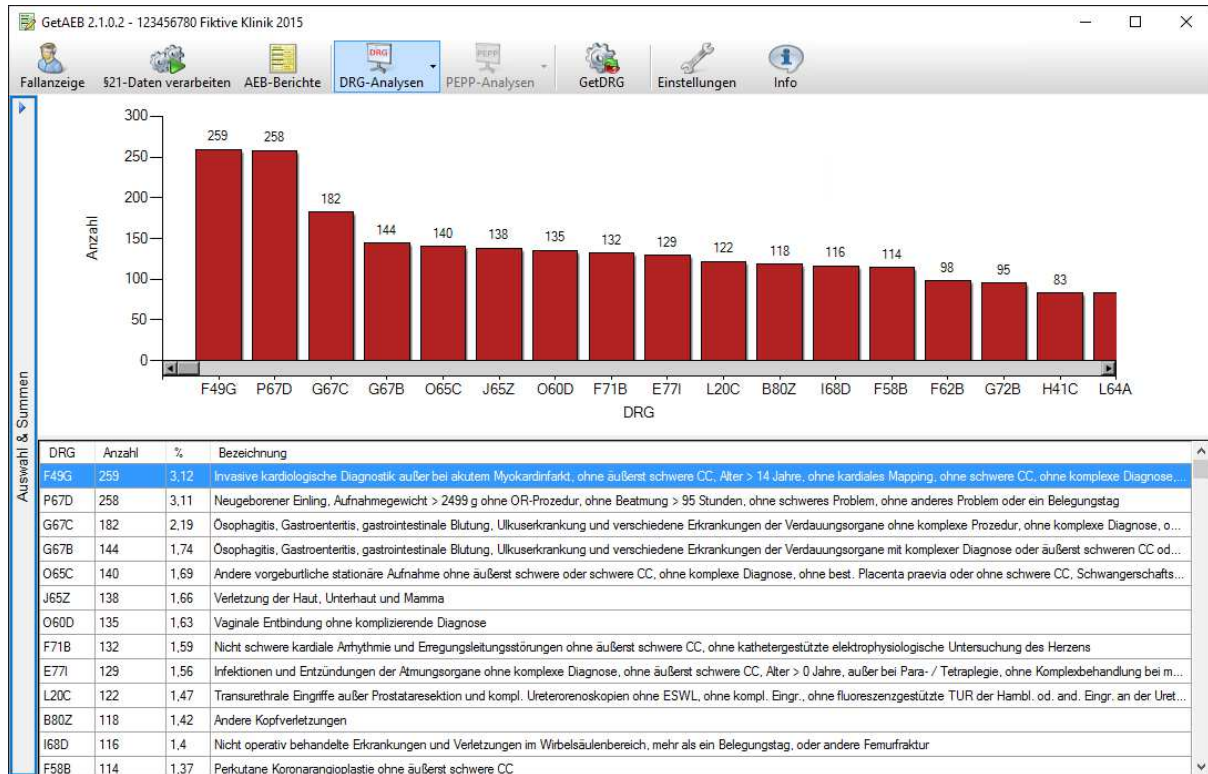 GetAEB 2.1.0.2 - 123456780 Fiktive Klinik 2015
Fallanzeige §21-Daten verarbeiten AEB-Berichte DRG-Analysen PEPP-Analysen GetDRG Einstellungen Info
DRG
PEPP
Auswahl & Summen
Anzahl
300
250
200
150
100
50
0
259 258 182 144 140 138 135 132 129 122 118 116 114 98 95 83
F49G P67D G67C G67B O65C J65Z O60D F71B E77I L20C B80Z I68D F58B F62B G72B H41C L64A
DRG
DRG Anzahl % Bezeichnung
F49G 259 3,12 Invasive kardiologische Diagnostik außer bei akutem Myokardinfarkt, ohne äußerst schwere CC, Alter > 14 Jahre, ohne kardiales Mapping, ohne schwere CC, ohne komplexe Diagnose,...
P67D 258 3,11 Neugeborener Einling, Aufnahmegewicht > 2499 g ohne OR-Prozedur, ohne Beatmung > 95 Stunden, ohne schweres Problem, ohne anderes Problem oder ein Belegungstag
G67C 182 2,19 Ösophagitis, Gastroenteritis, gastrointestinale Blutung, Ulkuserkrankung und verschiedene Erkrankungen der Verdauungsorgane ohne komplexe Prozedur, ohne komplexe Diagnose, o...
G67B 144 1,74 Ösophagitis, Gastroenteritis, gastrointestinale Blutung, Ulkuserkrankung und verschiedene Erkrankungen der Verdauungsorgane mit komplexer Diagnose oder äußerst schweren CC od...
O65C 140 1,69 Andere vorgeburtliche stationäre Aufnahme ohne äußerst schwere oder schwere CC, ohne komplexe Diagnose, ohne best. Placenta praevia oder ohne schwere CC, Schwangerschafts...
J65Z 138 1,66 Verletzung der Haut, Unterhaut und Mamma
O60D 135 1,63 Vaginale Entbindung ohne komplizierende Diagnose
F71B 132 1,59 Nicht schwere kardiale Arrhythmie und Erregungsleitungsstörungen ohne äußerst schwere CC, ohne kathetergestützte elektrophysiologische Untersuchung des Herzens
E77I 129 1,56 Infektionen und Entzündungen der Atmungsorgane ohne komplexe Diagnose, ohne äußerst schwere CC, Alter > 0 Jahre, außer bei Para- / Tetraplegie, ohne Komplexbehandlung bei m...
L20C 122 1,47 Transurethrale Eingriffe außer Prostataresektion und kompl. Ureterorenoskopien ohne ESWL, ohne kompl. Eingr., ohne fluoreszenzgestützte TUR der Harnbl. od. and. Eingr. an der Uret...
B80Z 118 1,42 Andere Kopfverletzungen
I68D 116 1,4 Nicht operativ behandelte Erkrankungen und Verletzungen im Wirbelsäulenbereich, mehr als ein Belegungstag, oder andere Femurfraktur
F58B 114 1,37 Perkutane Koronarangioplastie ohne äußerst schwere CC